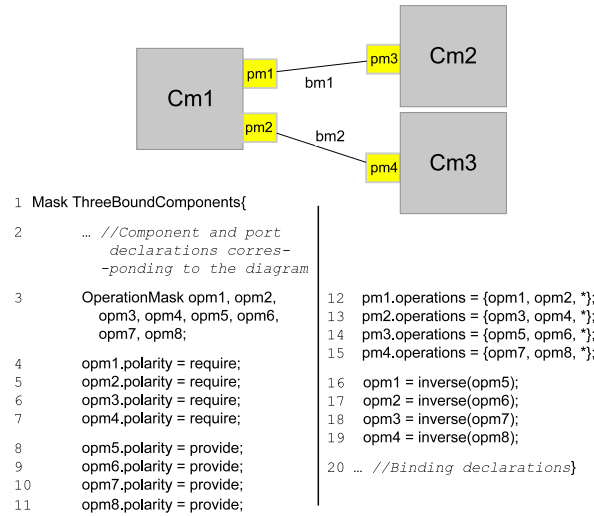 Cm1
pm1
pm2
bm1
bm2
pm3
Cm2
pm4
Cm3
1 Mask ThreeBoundComponents{
2 … //Component and port
declarations corres-
-ponding to the diagram
3 OperationMask opm1, opm2,
opm3, opm4, opm5, opm6,
opm7, opm8;
4 opm1.polarity = require;
5 opm2.polarity = require;
6 opm3.polarity = require;
7 opm4.polarity = require;
8 opm5.polarity = provide;
9 opm6.polarity = provide;
10 opm7.polarity = provide;
11 opm8.polarity = provide;
12 pm1.operations = {opm1, opm2, *};
13 pm2.operations = {opm3, opm4, *};
14 pm3.operations = {opm5, opm6, *};
15 pm4.operations = {opm7, opm8, *};
16 opm1 = inverse(opm5);
17 opm2 = inverse(opm6);
18 opm3 = inverse(opm7);
19 opm4 = inverse(opm8);
20 … //Binding declarations}